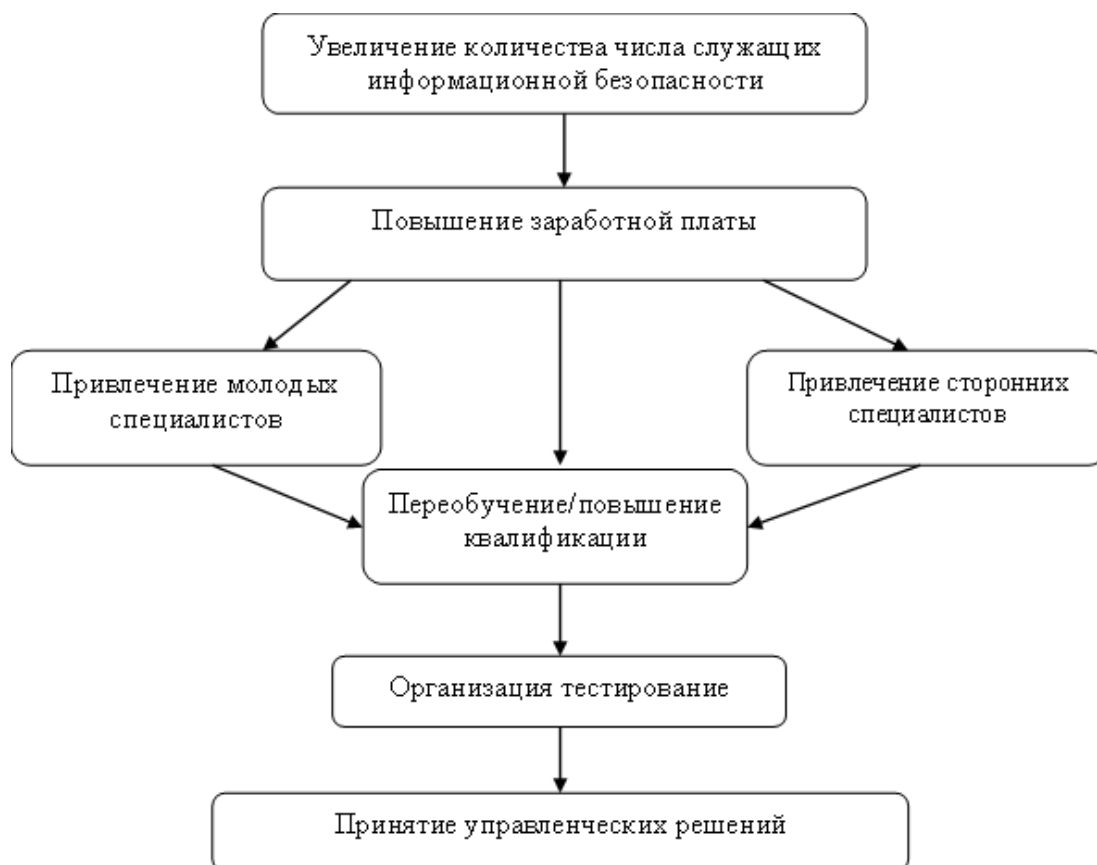 Увеличение количества числа служащих
информационной безопасности
Повышение заработной платы
Привлечение молодых
специалистов
Привлечение сторонних
специалистов
Переобучение/повышение
квалификации
Организация тестирование
Принятие управленческих решений